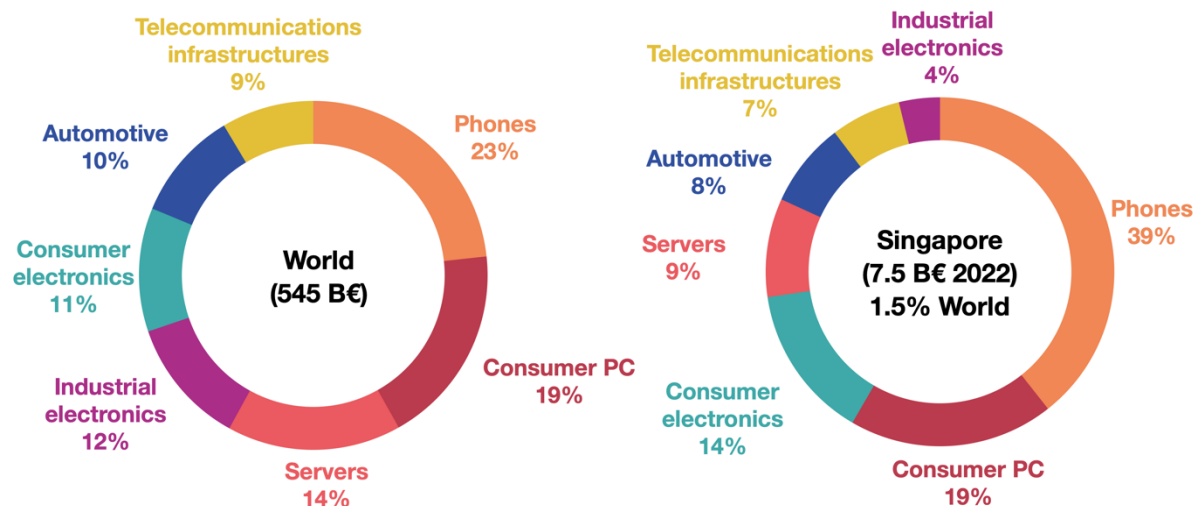 Telecommunications
infrastructures
9%
Phones
23%
Automotive
10%
Consumer
electronics
11%
World
(545 B€)
Consumer PC
19%
Industrial
electronics
12%
Servers
14%
Industrial
electronics
4%
Telecommunications
infrastructures
7%
Automotive
8%
Phones
39%
Servers
9%
Singapore
(7.5 B€ 2022)
1.5% World
Consumer
electronics
14%
Consumer PC
19%